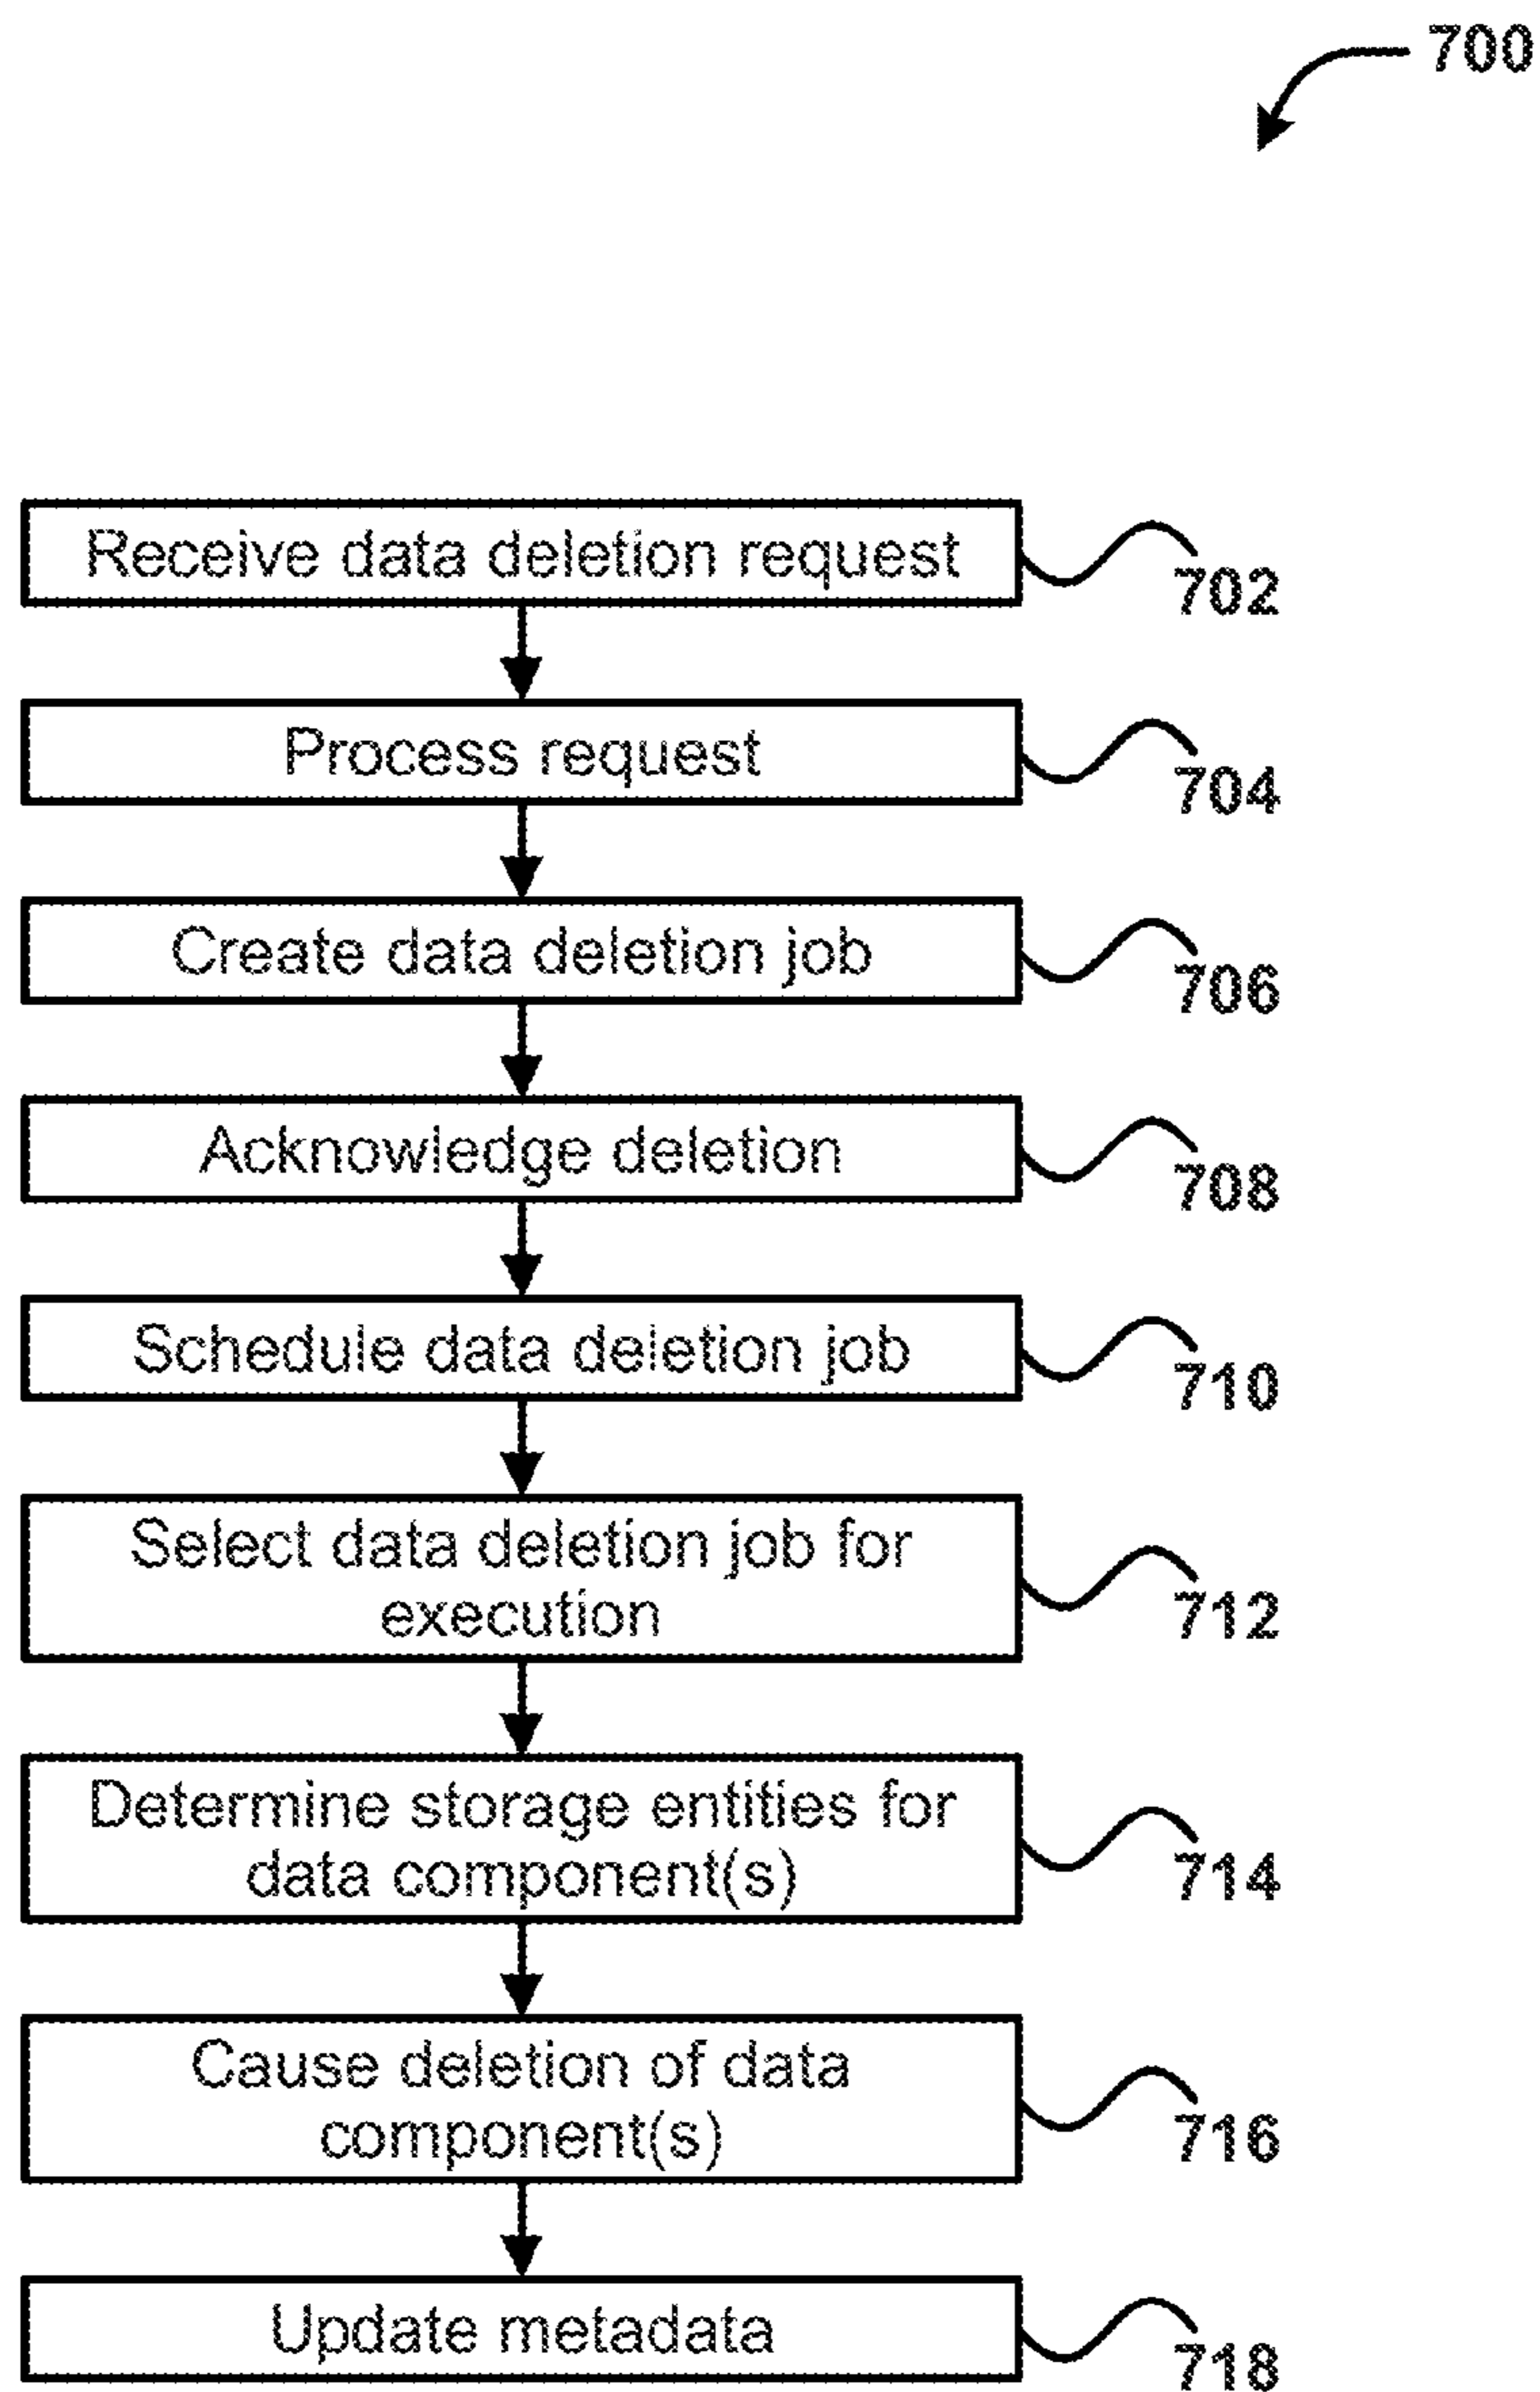 700
Receive data deletion request
702
Process request
704
Create data deletion job
706
Acknowledge deletion
708
Schedule data deletion job
710
Select data deletion job for
execution
712
Determine storage entities for
data component(s)
714
Cause deletion of data
component(s)
716
Update metadata
718